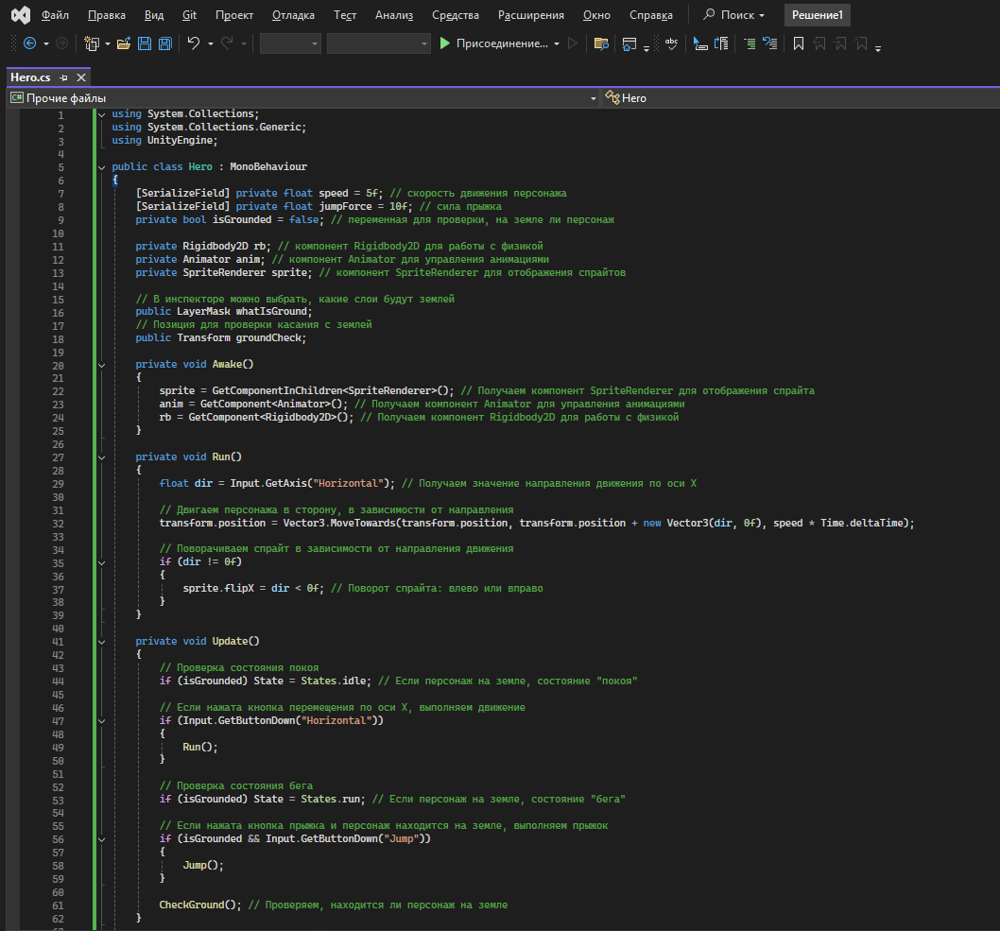 Файл Правка Вид Git Проект Отладка Тест Анализ Средства Расширения Окно Справка Поиск Решение1
Присоединение... abc
Hero.cs
C# Прочие файлы Hero
1 using System.Collections;
2 using System.Collections.Generic;
3 using UnityEngine;
4
5 public class Hero : MonoBehaviour
6 {
7 [SerializeField] private float speed = 5f; // скорость движения персонажа
8 [SerializeField] private float jumpForce = 10f; // сила прыжка
9 private bool isGrounded = false; // переменная для проверки, на земле ли персонаж
10
11 private Rigidbody2D rb; // компонент Rigidbody2D для работы с физикой
12 private Animator anim; // компонент Animator для управления анимациями
13 private SpriteRenderer sprite; // компонент SpriteRenderer для отображения спрайтов
14
15 // В инспекторе можно выбрать, какие слои будут землей
16 public LayerMask whatIsGround;
17 // Позиция для проверки касания с землей
18 public Transform groundCheck;
19
20 private void Awake()
21 {
22 sprite = GetComponentInChildren<SpriteRenderer>(); // Получаем компонент SpriteRenderer для отображения спрайта
23 anim = GetComponent<Animator>(); // Получаем компонент Animator для управления анимациями
24 rb = GetComponent<Rigidbody2D>(); // Получаем компонент Rigidbody2D для работы с физикой
25 }
26
27 private void Run()
28 {
29 float dir = Input.GetAxis("Horizontal"); // Получаем значение направления движения по оси X
30
31 // Двигаем персонажа в сторону, в зависимости от направления
32 transform.position = Vector3.MoveTowards(transform.position, transform.position + new Vector3(dir, 0f), speed * Time.deltaTime);
33
34 // Поворачиваем спрайт в зависимости от направления движения
35 if (dir != 0f)
36 {
37 sprite.flipX = dir < 0f; // Поворот спрайта: влево или вправо
38 }
39 }
40
41 private void Update()
42 {
43 // Проверка состояния покоя
44 if (isGrounded) State = States.idle; // Если персонаж на земле, состояние "покоя"
45
46 // Если нажата кнопка перемещения по оси X, выполняем движение
47 if (Input.GetButtonDown("Horizontal"))
48 {
49 Run();
50 }
51
52 // Проверка состояния бега
53 if (isGrounded) State = States.run; // Если персонаж на земле, состояние "бега"
54
55 // Если нажата кнопка прыжка и персонаж находится на земле, выполняем прыжок
56 if (isGrounded && Input.GetButtonDown("Jump"))
57 {
58 Jump();
59 }
60
61 CheckGround(); // Проверяем, находится ли персонаж на земле
62 }